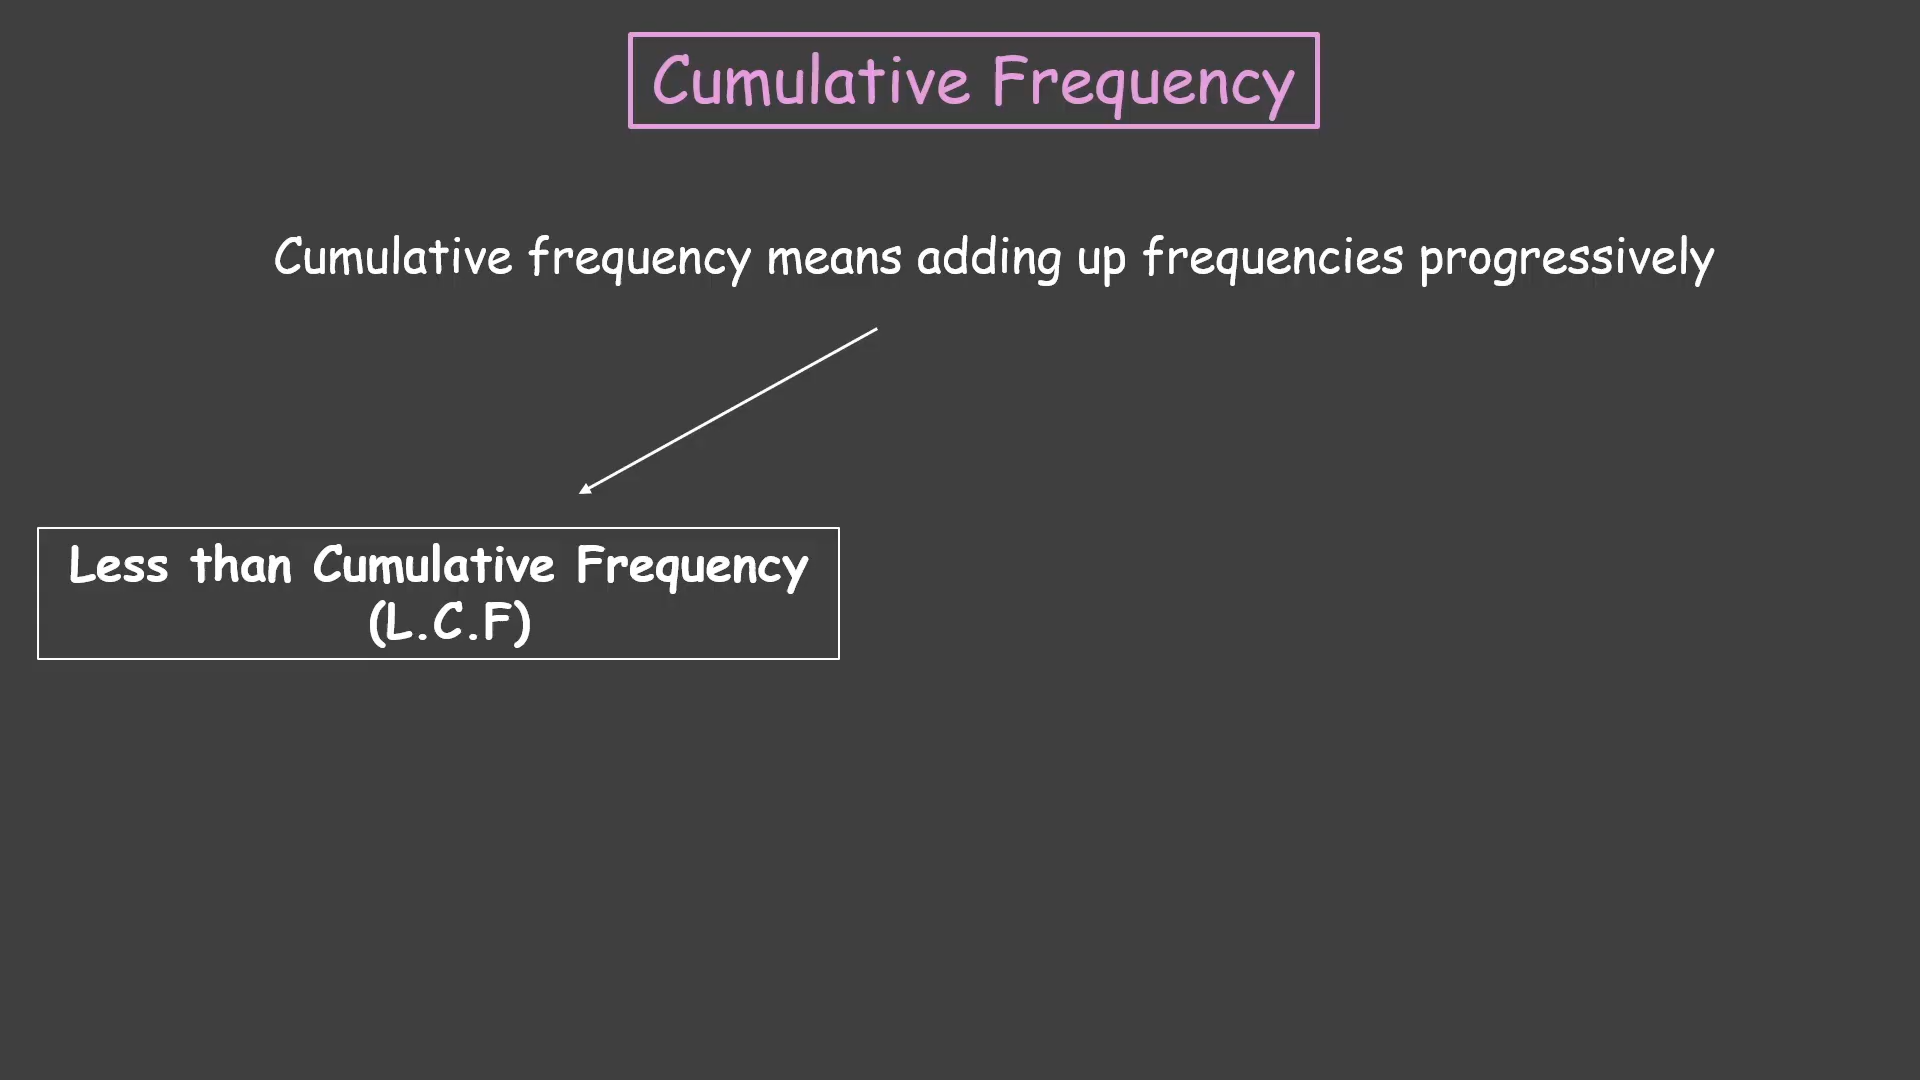 Cumulative Frequency
Cumulative frequency means adding up frequencies progressively
Less than Cumulative Frequency
(L.C.F)